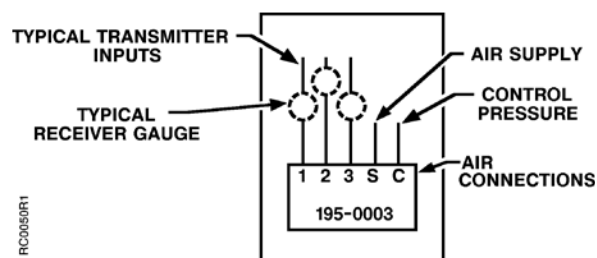 TYPICAL TRANSMITTER
INPUTS
AIR SUPPLY
CONTROL
PRESSURE
TYPICAL
RECEIVER GAUGE
AIR
CONNECTIONS
1 2 3 S C
195-0003
RC0050R1